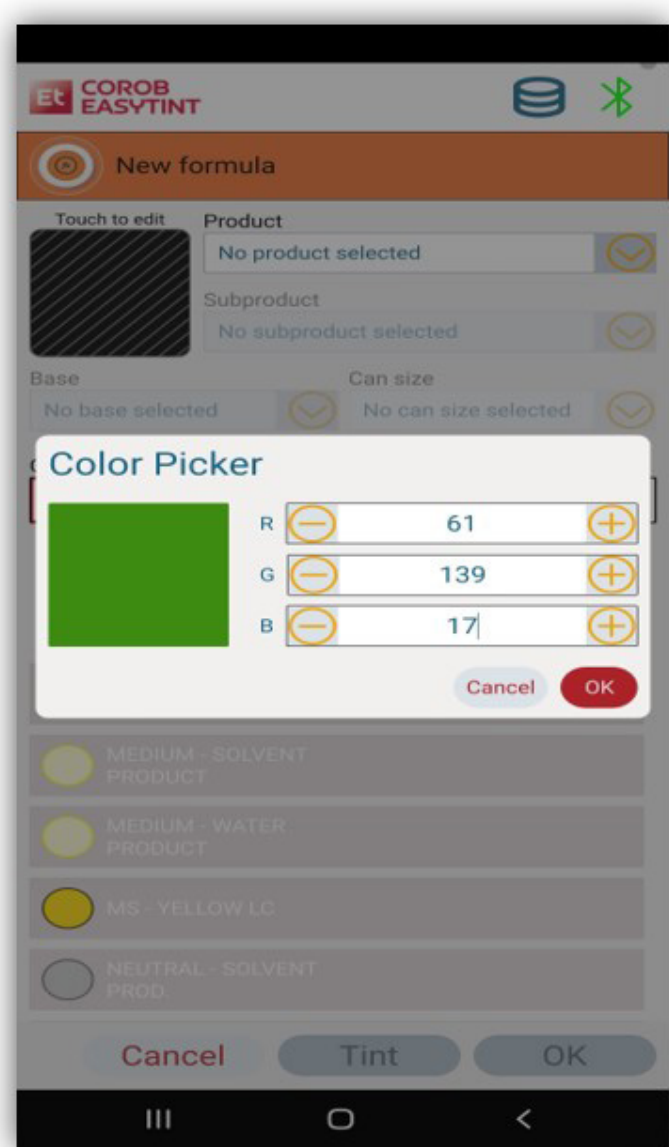 Et COROB
EASYTINT
New formula
Touch to edit
Product
No product selected
Subproduct
No subproduct selected
Base
Can size
No base selected
No can size selected
Color Picker
R
61
G
139
B
17
Cancel
OK
MEDIUM - SOLVENT
PRODUCT
MEDIUM - WATER
PRODUCT
MS - YELLOW LC
NEUTRAL - SOLVENT
PROD.
Cancel
Tint
OK